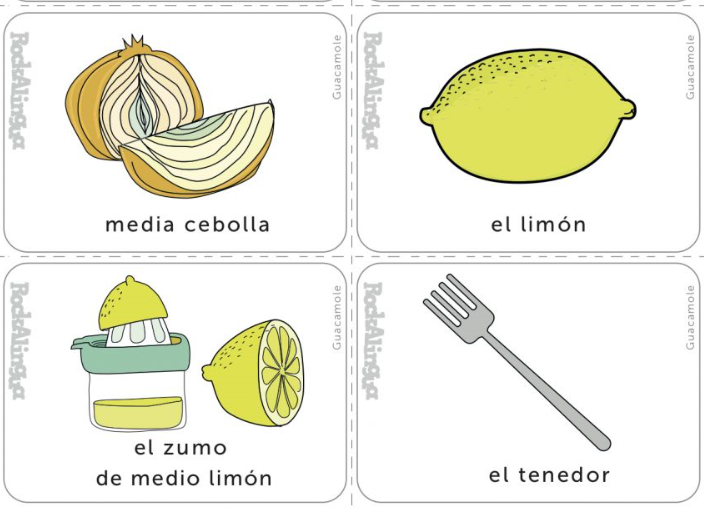 RockAlingua
Guacamole
media cebolla
RockAlingua
Guacamole
el limón
RockAlingua
Guacamole
el zumo
de medio limón
RockAlingua
Guacamole
el tenedor